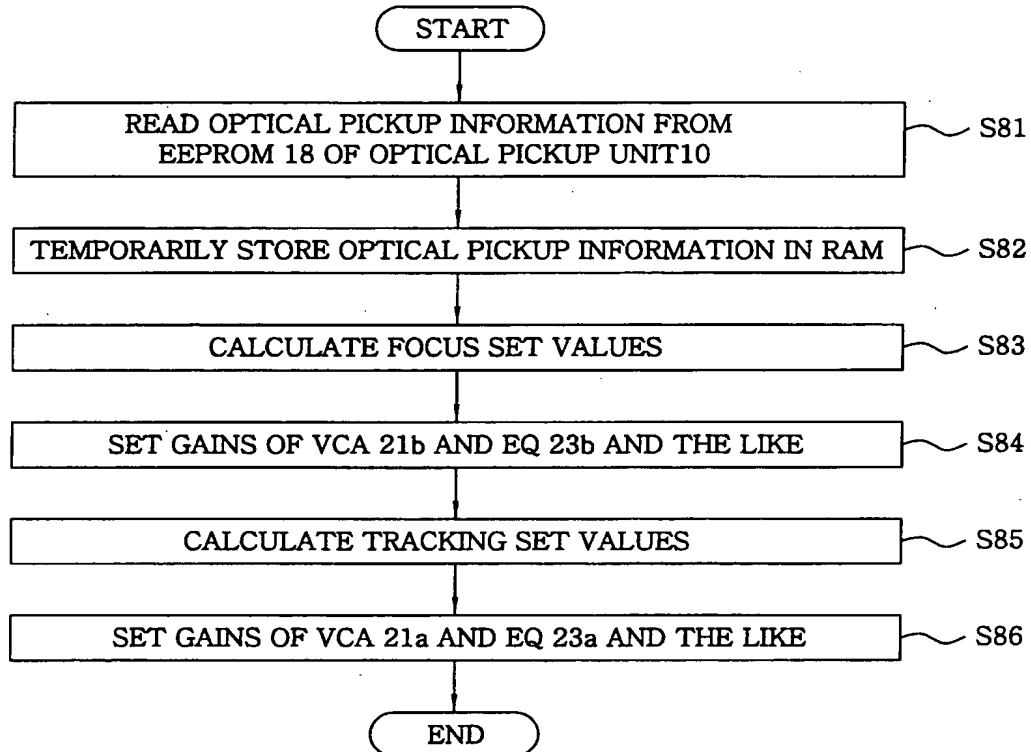 START
READ OPTICAL PICKUP INFORMATION FROM
EEPROM 18 OF OPTICAL PICKUP UNIT10
S81
TEMPORARILY STORE OPTICAL PICKUP INFORMATION IN RAM
S82
CALCULATE FOCUS SET VALUES
S83
SET GAINS OF VCA 21b AND EQ 23b AND THE LIKE
S84
CALCULATE TRACKING SET VALUES
S85
SET GAINS OF VCA 21a AND EQ 23a AND THE LIKE
S86
END